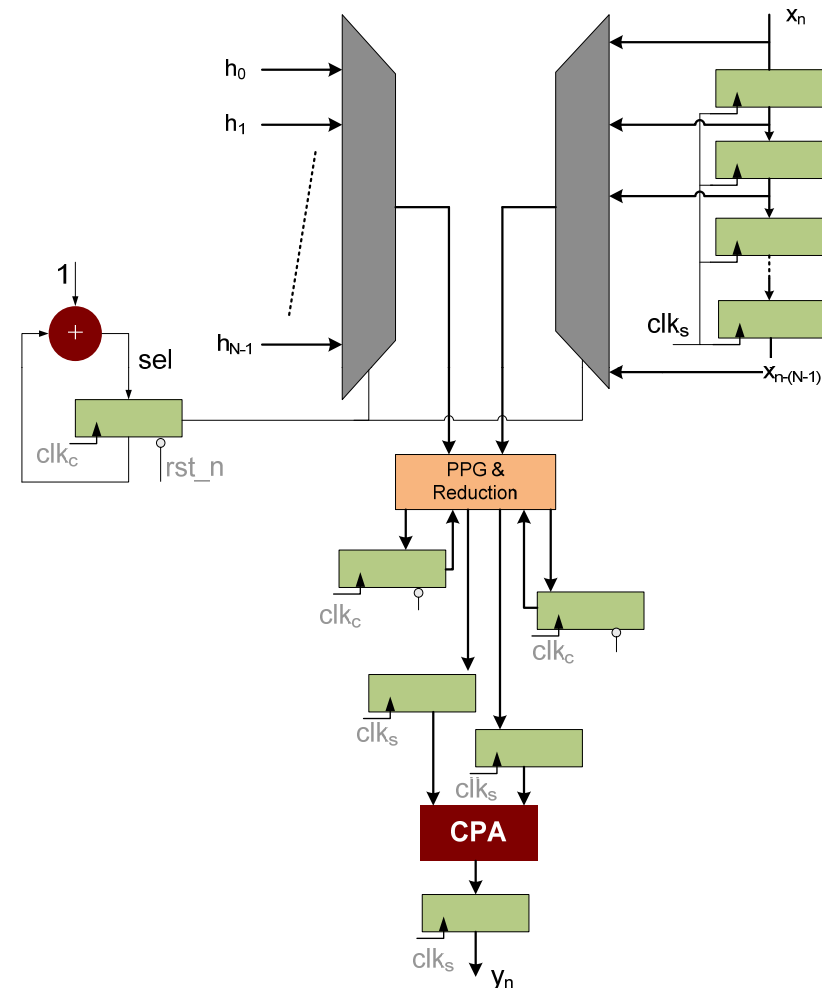 xn
h0
h1
1
+
sel
clks
hN-1
xn-(N-1)
clkc
rst_n
PPG &
Reduction
clkc
clkc
clks
clks
CPA
clks
yn